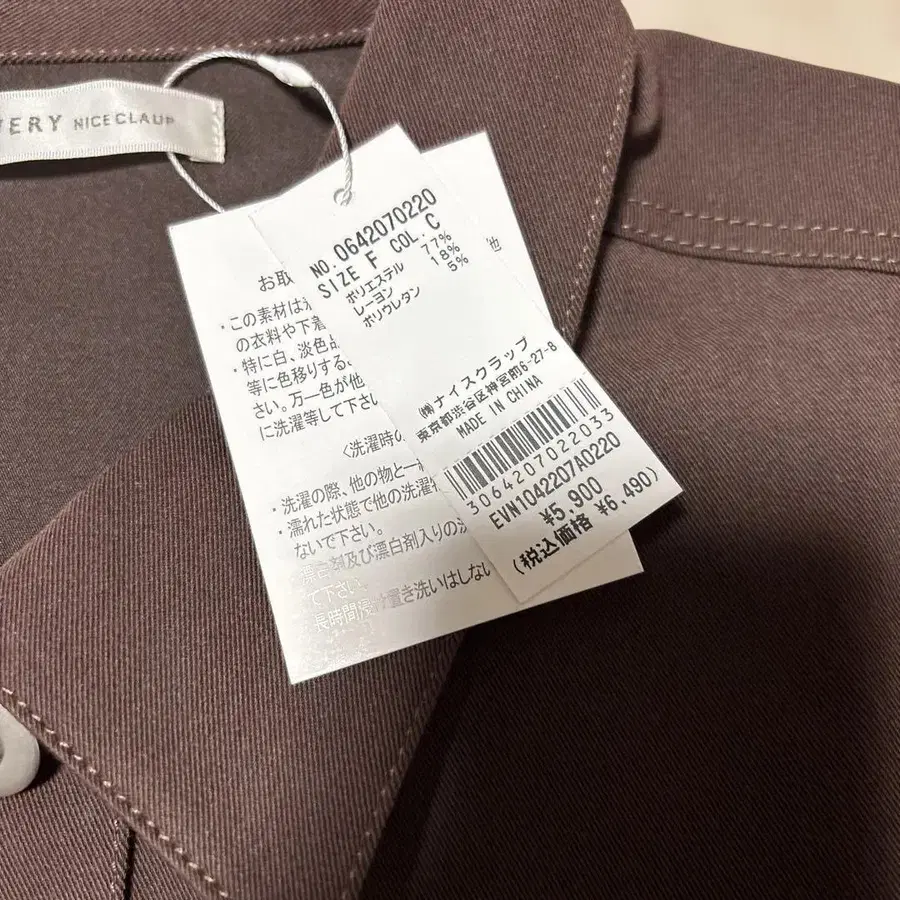 VERY NICECLAUP
NO. 0642070220
SIZE F COL. C
ポリエステル 77%
レーヨン 18%
ポリウレタン 5%
㈱ナイスクラップ
東京都渋谷区神宮前6-27-8
MADE IN CHINA
3064207022033
EVN1042207A0220
¥5,900
(税込価格 ¥6,490)
お取
他
・この素材は
の衣料や下着
・特に白、淡色
等に色移りする
さい。万一色が他
に洗濯等して下さい
<洗濯時の
・洗濯の際、他の物と一
・濡れた状態で他の洗濯
ないで下さい。
漂白剤及び漂白剤入りの洗
て下さい。
長時間浸け置き洗いはしない